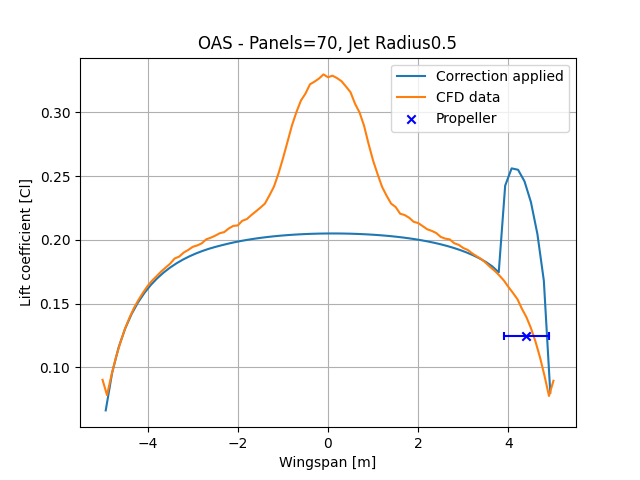 OAS - Panels=70, Jet Radius0.5
Correction applied
CFD data
Propeller
Lift coefficient [Cl]
0.30
0.25
0.20
0.15
0.10
−4
−2
0
2
4
Wingspan [m]